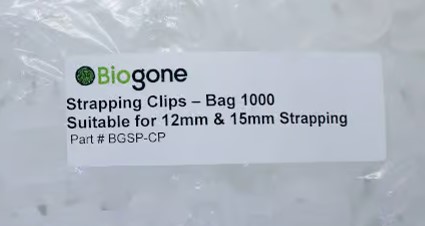 Biogone
Strapping Clips – Bag 1000
Suitable for 12mm & 15mm Strapping
Part # BGSP-CP